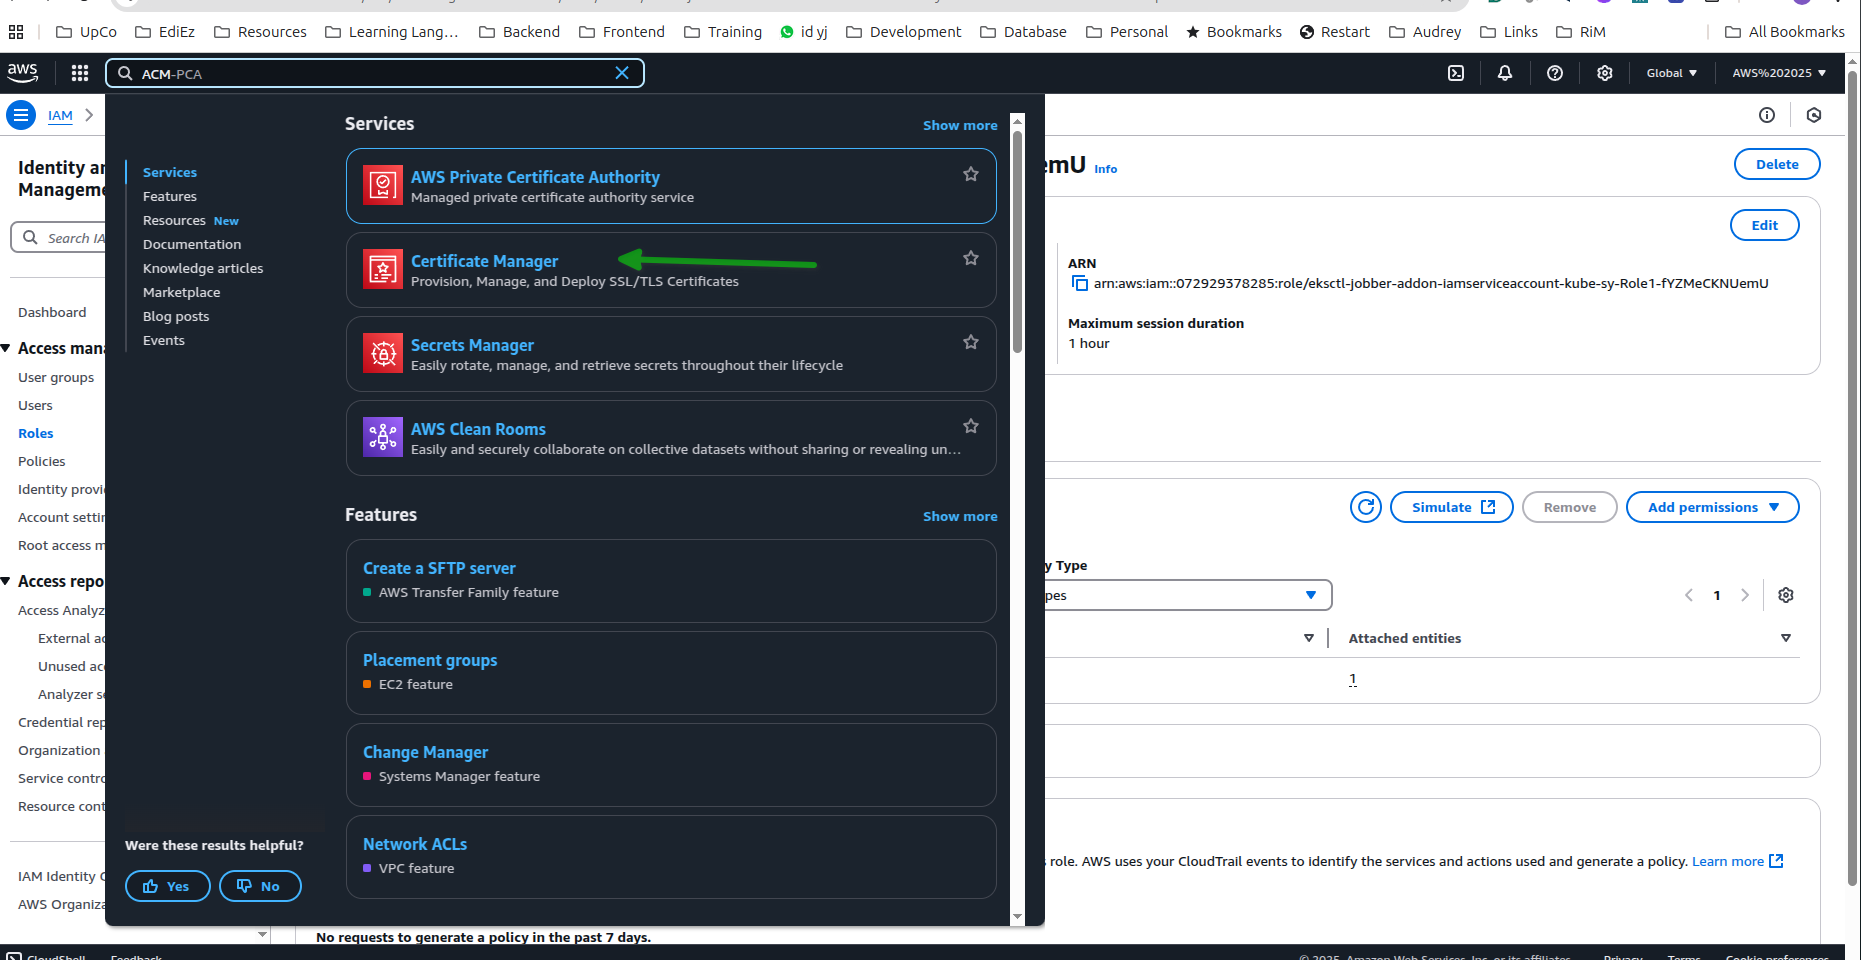 UpCo EdiEz Resources Learning Lang... Backend Frontend Training id yj Development Database Personal Bookmarks Restart Audrey Links RiM All Bookmarks
aws ACM-PCA Global AWS%202025
IAM
Identity ar
Manageme
Search IA
Dashboard
Access mana
User groups
Users
Roles
Policies
Identity provi
Account settin
Root access m
Access repo
Access Analyz
External ac
Unused acc
Analyzer se
Credential rep
Organization
Service contro
Resource cont
IAM Identity C
AWS Organiza
Services
Features
Resources New
Documentation
Knowledge articles
Marketplace
Blog posts
Events
Were these results helpful?
Yes No
Services Show more
AWS Private Certificate Authority
Managed private certificate authority service
Certificate Manager
Provision, Manage, and Deploy SSL/TLS Certificates
Secrets Manager
Easily rotate, manage, and retrieve secrets throughout their lifecycle
AWS Clean Rooms
Easily and securely collaborate on collective datasets without sharing or revealing un...
Features Show more
Create a SFTP server
AWS Transfer Family feature
Placement groups
EC2 feature
Change Manager
Systems Manager feature
Network ACLs
VPC feature
emU Info Delete
Edit
ARN
arn:aws:iam::072929378285:role/eksctl-jobber-addon-iamserviceaccount-kube-sy-Role1-fYZMeCKNUemU
Maximum session duration
1 hour
Simulate Remove Add permissions
y Type
pes 1
Attached entities
1
s role. AWS uses your CloudTrail events to identify the services and actions used and generate a policy. Learn more
No requests to generate a policy in the past 7 days.
CloudShell Feedback © 2025, Amazon Web Services, Inc. or its affiliates. Privacy Terms Cookie preferences